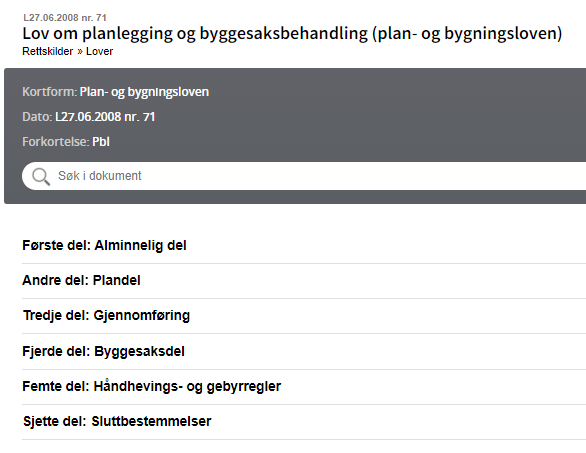 L27.06.2008 nr. 71
Lov om planlegging og byggesaksbehandling (plan- og bygningsloven)
Rettskilder » Lover
Kortform: Plan- og bygningsloven
Dato: L27.06.2008 nr. 71
Forkortelse: Pbl
Søk i dokument
Første del: Alminnelig del
Andre del: Plandel
Tredje del: Gjennomføring
Fjerde del: Byggesaksdel
Femte del: Håndhevings- og gebyrregler
Sjette del: Sluttbestemmelser